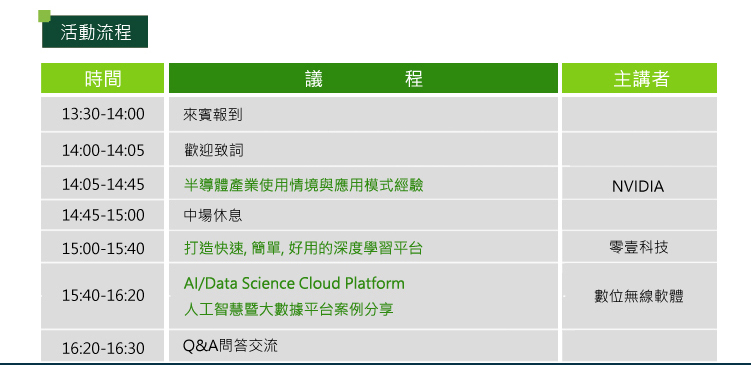 活動流程
時間 議程 主講者
13:30-14:00 來賓報到
14:00-14:05 歡迎致詞
14:05-14:45 半導體產業使用情境與應用模式經驗 NVIDIA
14:45-15:00 中場休息
15:00-15:40 打造快速, 簡單, 好用的深度學習平台 零壹科技
15:40-16:20 AI/Data Science Cloud Platform
人工智慧暨大數據平台案例分享 數位無線軟體
16:20-16:30 Q&A問答交流